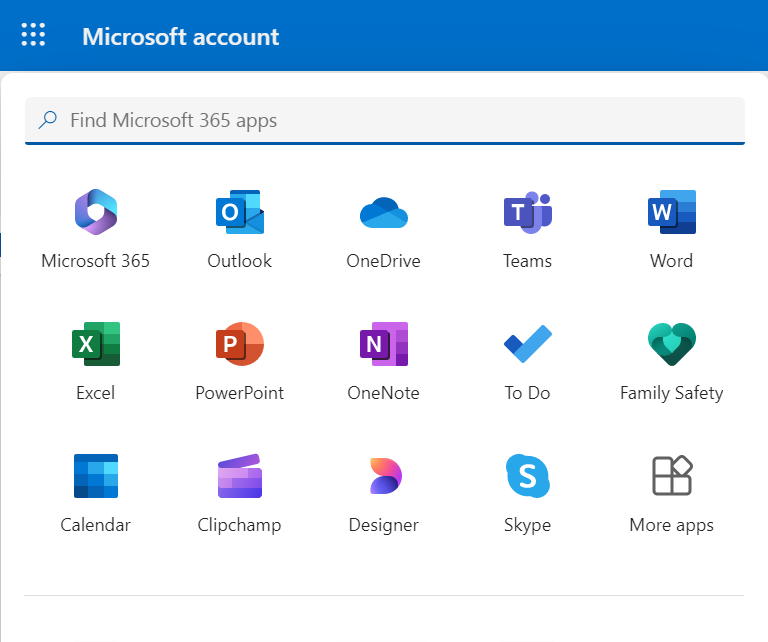 Microsoft account
Find Microsoft 365 apps
O
T
W
Microsoft 365
Outlook
OneDrive
Teams
Word
X
P
N
Excel
PowerPoint
OneNote
To Do
Family Safety
S
Calendar
Clipchamp
Designer
Skype
More apps